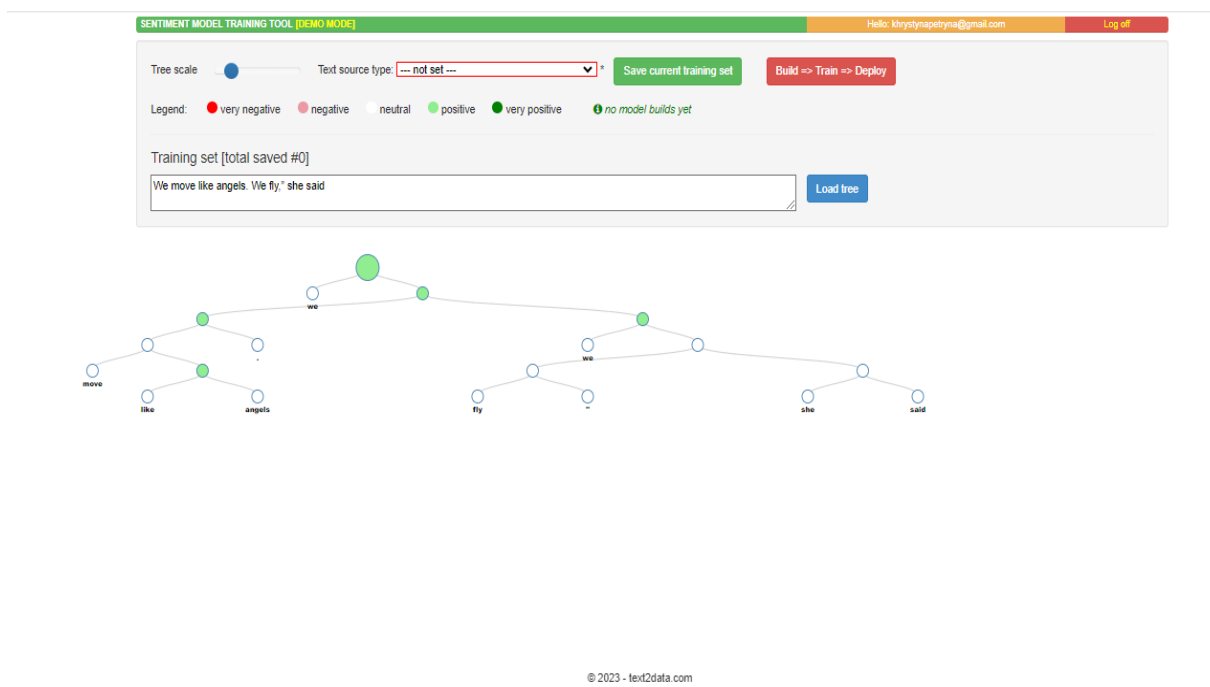 SENTIMENT MODEL TRAINING TOOL [DEMO MODE] Hello: khrystynapetryna@gmail.com Log off
Tree scale Text source type: --- not set --- * Save current training set Build => Train => Deploy
Legend: very negative negative neutral positive very positive no model builds yet
Training set [total saved #0]
We move like angels. We fly," she said Load tree
we
. we
move
like angels fly " she said
© 2023 - text2data.com